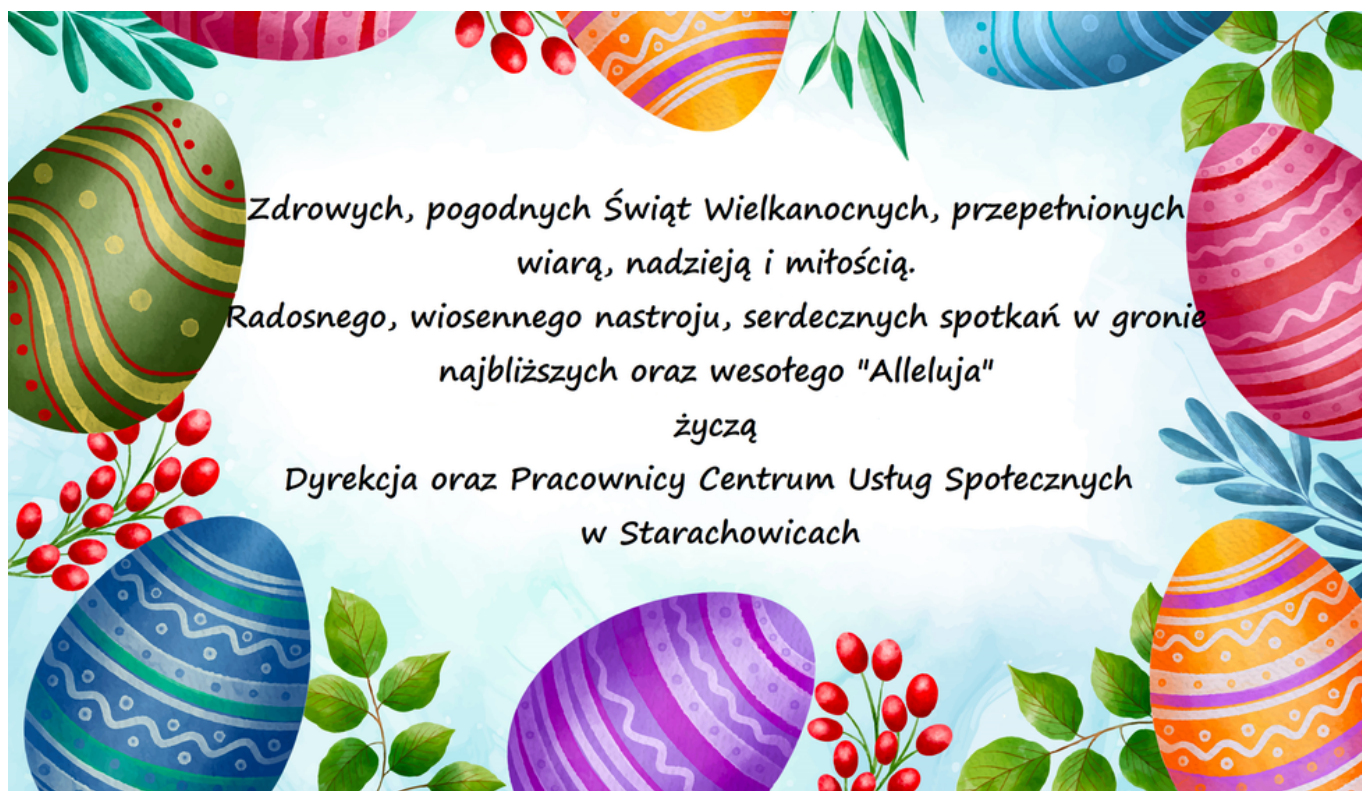 Zdrowych, pogodnych Świąt Wielkanocnych, przepełnionych
wiarą, nadzieją i miłością.
Radosnego, wiosennego nastroju, serdecznych spotkań w gronie
najbliższych oraz wesołego "Alleluja"
życzą
Dyrekcja oraz Pracownicy Centrum Usług Społecznych
w Starachowicach